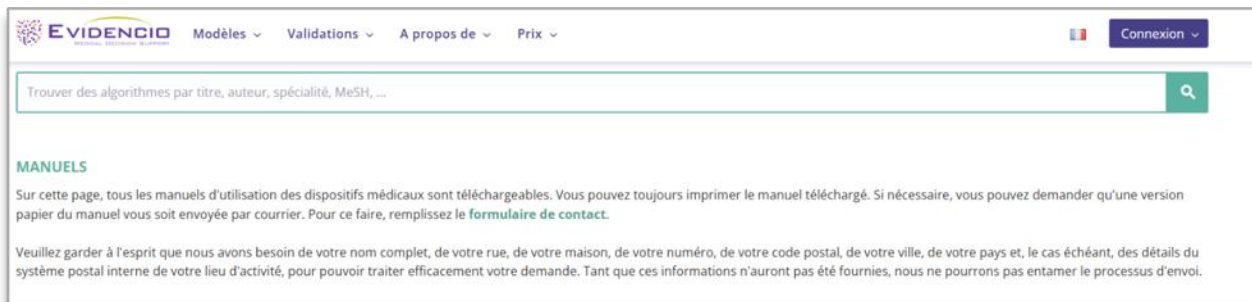 EVIDENCIO
MEDICAL DECISION SUPPORT
Modèles
Validations
A propos de
Prix
Connexion
Trouver des algorithmes par titre, auteur, spécialité, MeSH, ...
MANUELS
Sur cette page, tous les manuels d'utilisation des dispositifs médicaux sont téléchargeables. Vous pouvez toujours imprimer le manuel téléchargé. Si nécessaire, vous pouvez demander qu'une version
papier du manuel vous soit envoyée par courrier. Pour ce faire, remplissez le formulaire de contact.
Veuillez garder à l'esprit que nous avons besoin de votre nom complet, de votre rue, de votre maison, de votre numéro, de votre code postal, de votre ville, de votre pays et, le cas échéant, des détails du
système postal interne de votre lieu d'activité, pour pouvoir traiter efficacement votre demande. Tant que ces informations n'auront pas été fournies, nous ne pourrons pas entamer le processus d'envoi.